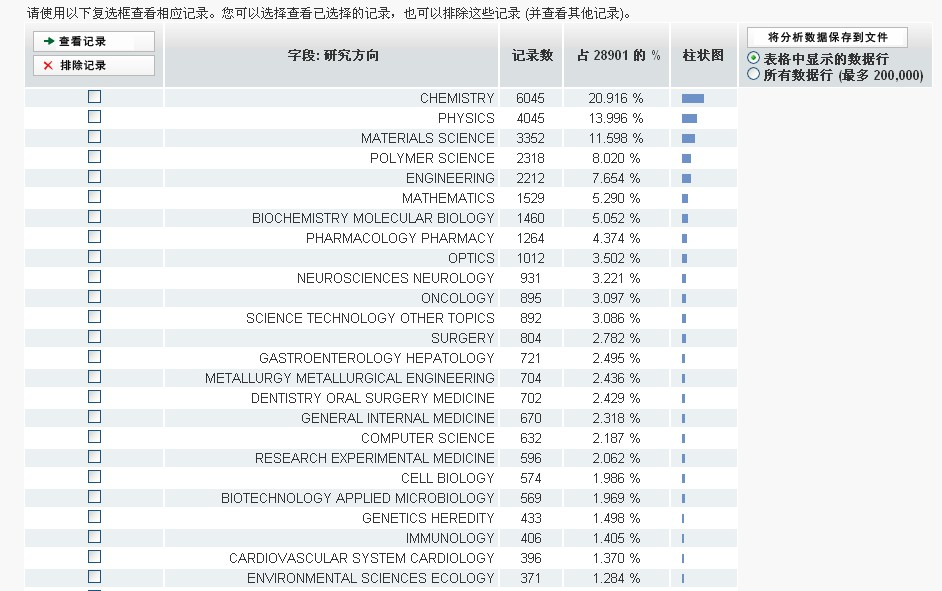 请使用以下复选框查看相应记录。您可以选择查看已选择的记录，也可以排除这些记录 (并查看其他记录)。
查看记录
排除记录
字段: 研究方向 记录数 占 28901 的 % 柱状图
将分析数据保存到文件
表格中显示的数据行
所有数据行 (最多 200,000)
CHEMISTRY 6045 20.916 %
PHYSICS 4045 13.996 %
MATERIALS SCIENCE 3352 11.598 %
POLYMER SCIENCE 2318 8.020 %
ENGINEERING 2212 7.654 %
MATHEMATICS 1529 5.290 %
BIOCHEMISTRY MOLECULAR BIOLOGY 1460 5.052 %
PHARMACOLOGY PHARMACY 1264 4.374 %
OPTICS 1012 3.502 %
NEUROSCIENCES NEUROLOGY 931 3.221 %
ONCOLOGY 895 3.097 %
SCIENCE TECHNOLOGY OTHER TOPICS 892 3.086 %
SURGERY 804 2.782 %
GASTROENTEROLOGY HEPATOLOGY 721 2.495 %
METALLURGY METALLURGICAL ENGINEERING 704 2.436 %
DENTISTRY ORAL SURGERY MEDICINE 702 2.429 %
GENERAL INTERNAL MEDICINE 670 2.318 %
COMPUTER SCIENCE 632 2.187 %
RESEARCH EXPERIMENTAL MEDICINE 596 2.062 %
CELL BIOLOGY 574 1.986 %
BIOTECHNOLOGY APPLIED MICROBIOLOGY 569 1.969 %
GENETICS HEREDITY 433 1.498 %
IMMUNOLOGY 406 1.405 %
CARDIOVASCULAR SYSTEM CARDIOLOGY 396 1.370 %
ENVIRONMENTAL SCIENCES ECOLOGY 371 1.284 %